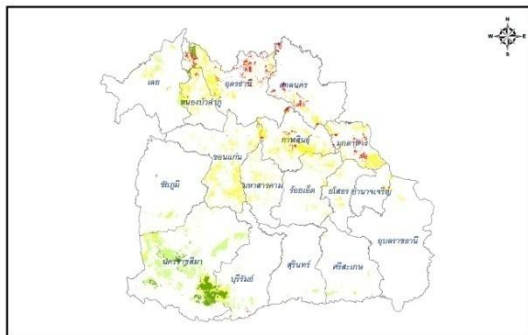 N
W E
S
เลย
อุดรธานี
สกลนคร
หนองบัวลำภู
กาฬสินธุ์
มุกดาหาร
ขอนแก่น
ชัยภูมิ
มหาสารคาม
ร้อยเอ็ด
ยโสธร อำนาจเจริญ
อุบลราชธานี
นครราชสีมา
บุรีรัมย์
สุรินทร์
ศรีสะเกษ